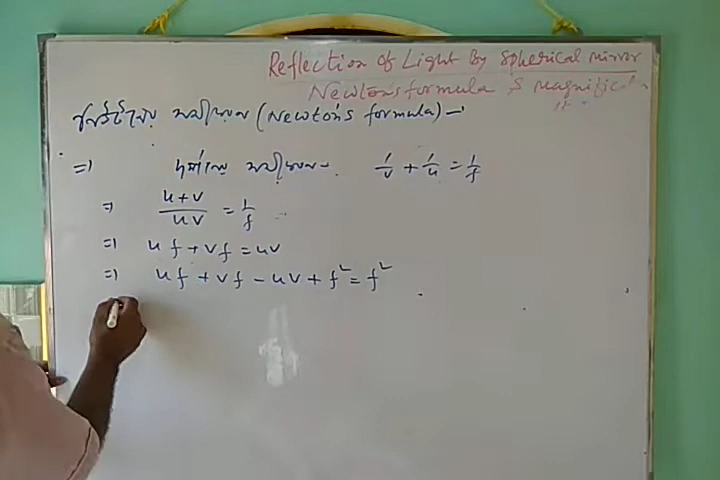 Reflection of Light By Spherical mirror
Newton's formula & magnific
(Newton's formula) —
⇒ 1/v + 1/u = 1/f
⇒ u+v/uv = 1/f
⇒ uf + vf = uv
⇒ uf + vf - uv + f² = f²